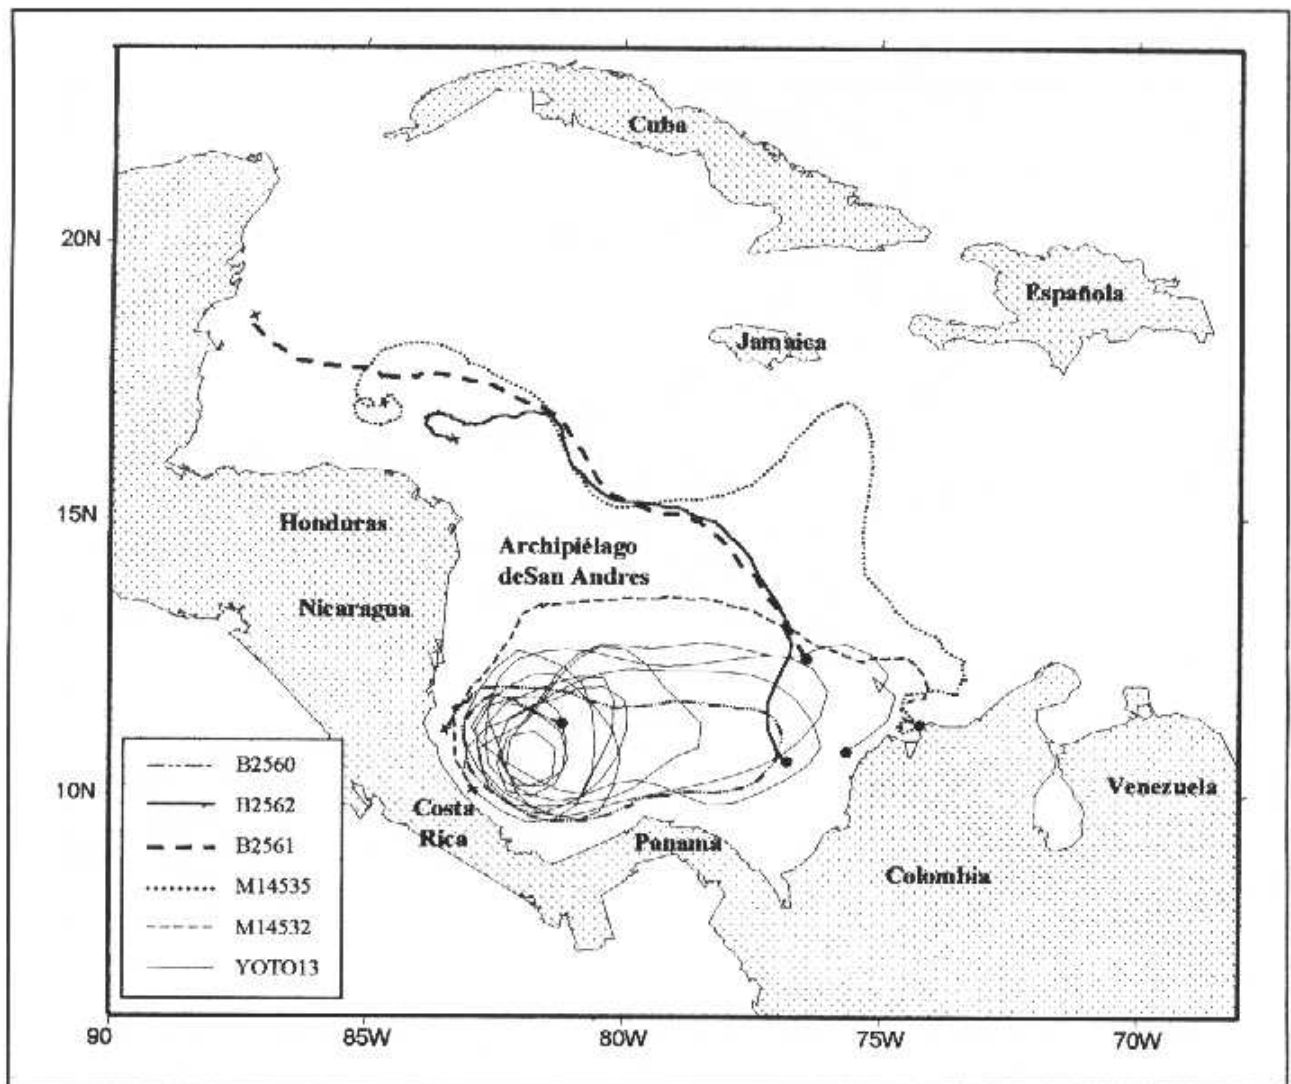 Cuba
20N
Española
Jamaica
15N
Honduras
Archipiélago
deSan Andres
Nicaragua
B2560
B2562
B2561
M14535
M14532
YOTO13
10N
Costa
Rica
Panamá
Venezuela
Colombia
90
85W
80W
75W
70W